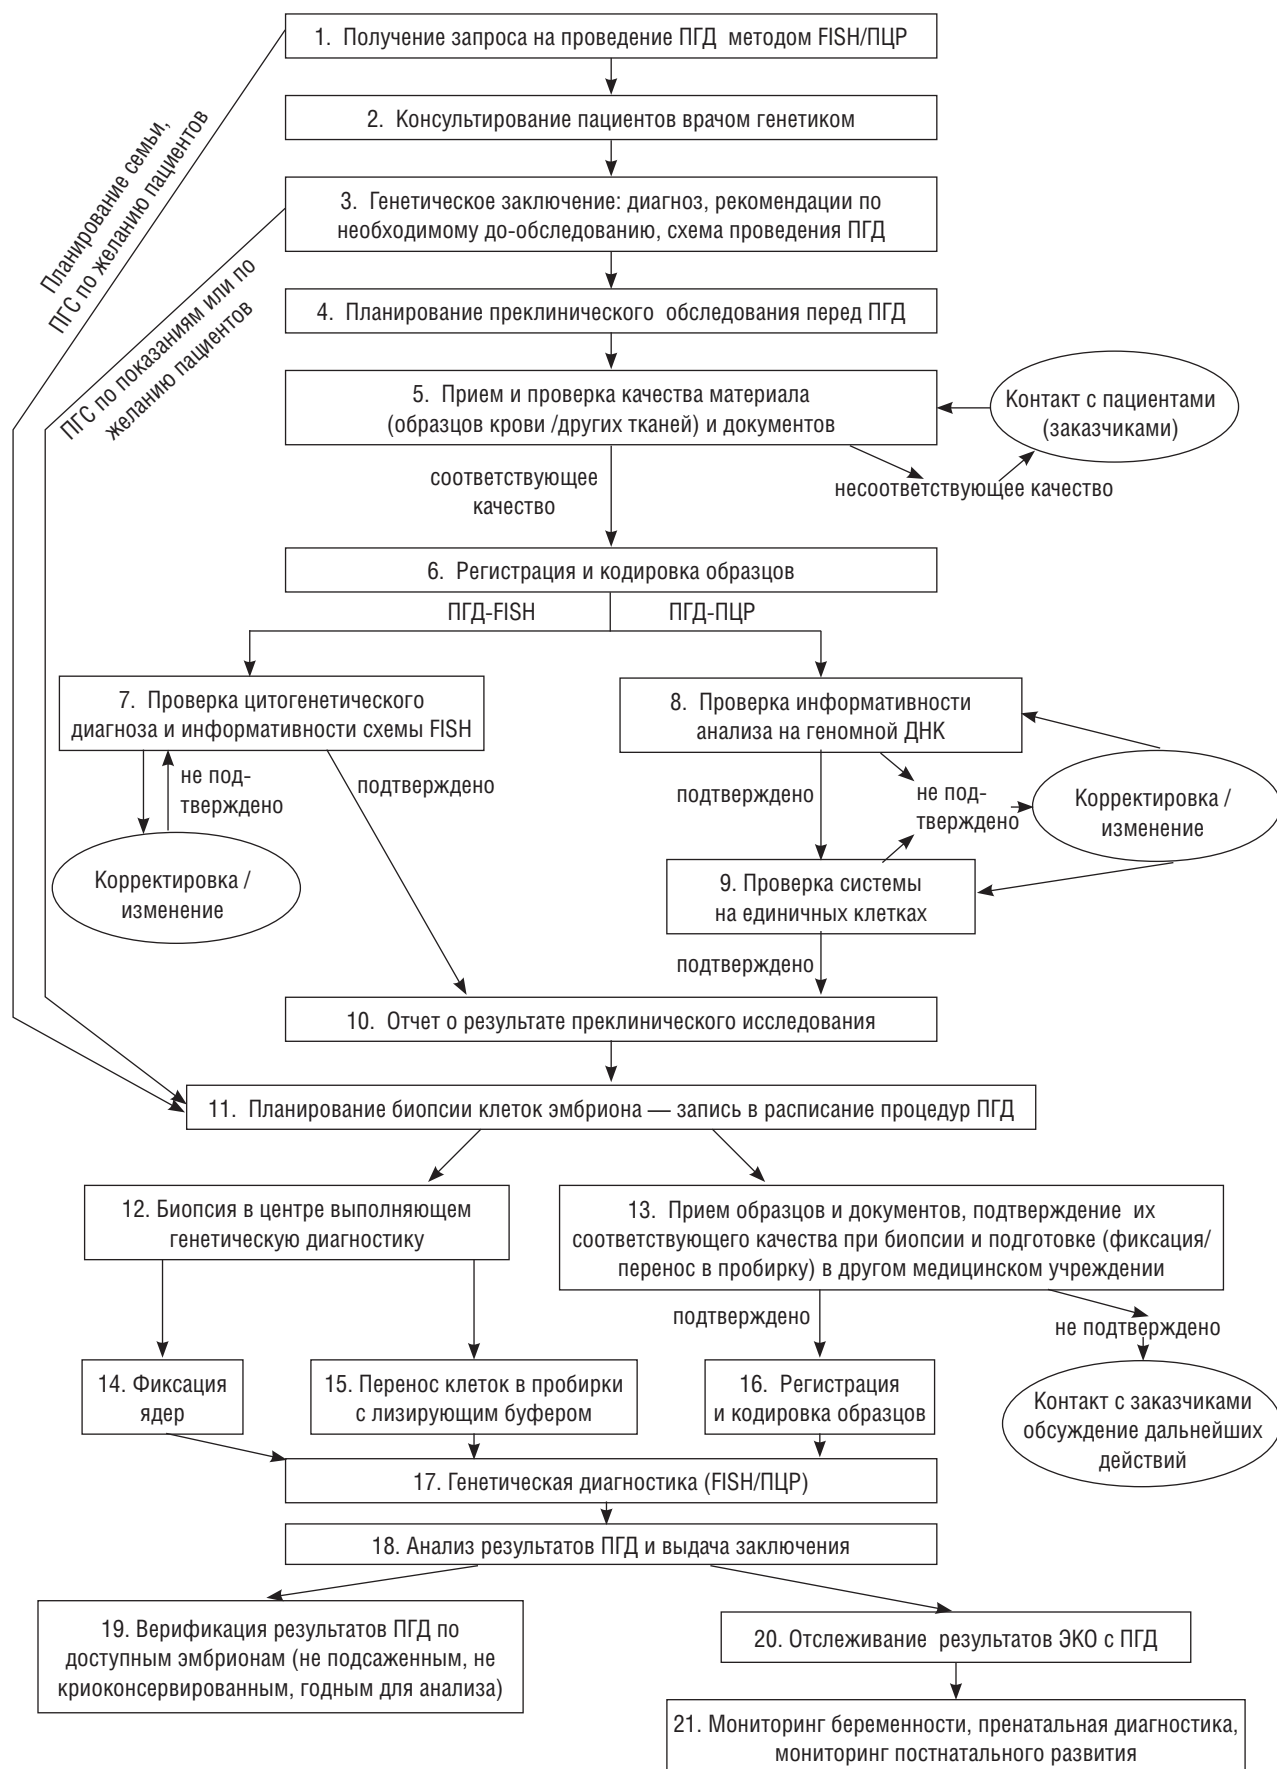 1. Получение запроса на проведение ПГД методом FISH/ПЦР
2. Консультирование пациентов врачом генетиком
Планирование семьи,
ПГС по желанию пациентов
3. Генетическое заключение: диагноз, рекомендации по
необходимому до-обследованию, схема проведения ПГД
ПГС по показаниям или по
желанию пациентов
4. Планирование преклинического обследования перед ПГД
5. Прием и проверка качества материала
(образцов крови /других тканей) и документов
Контакт с пациентами
(заказчиками)
соответствующее
качество
несоответствующее качество
6. Регистрация и кодировка образцов
ПГД-FISH
ПГД-ПЦР
7. Проверка цитогенетического
диагноза и информативности схемы FISH
8. Проверка информативности
анализа на геномной ДНК
не под-
тверждено
подтверждено
подтверждено
не под-
тверждено
Корректировка /
изменение
Корректировка /
изменение
9. Проверка системы
на единичных клетках
подтверждено
10. Отчет о результате преклинического исследования
11. Планирование биопсии клеток эмбриона — запись в расписание процедур ПГД
12. Биопсия в центре выполняющем
генетическую диагностику
13. Прием образцов и документов, подтверждение их
соответствующего качества при биопсии и подготовке (фиксация/
перенос в пробирку) в другом медицинском учреждении
подтверждено
не подтверждено
14. Фиксация
ядер
15. Перенос клеток в пробирки
с лизирующим буфером
16. Регистрация
и кодировка образцов
Контакт с заказчиками
обсуждение дальнейших
действий
17. Генетическая диагностика (FISH/ПЦР)
18. Анализ результатов ПГД и выдача заключения
19. Верификация результатов ПГД по
доступным эмбрионам (не подсаженным, не
криоконсервированным, годным для анализа)
20. Отслеживание результатов ЭКО с ПГД
21. Мониторинг беременности, пренатальная диагностика,
мониторинг постнатального развития